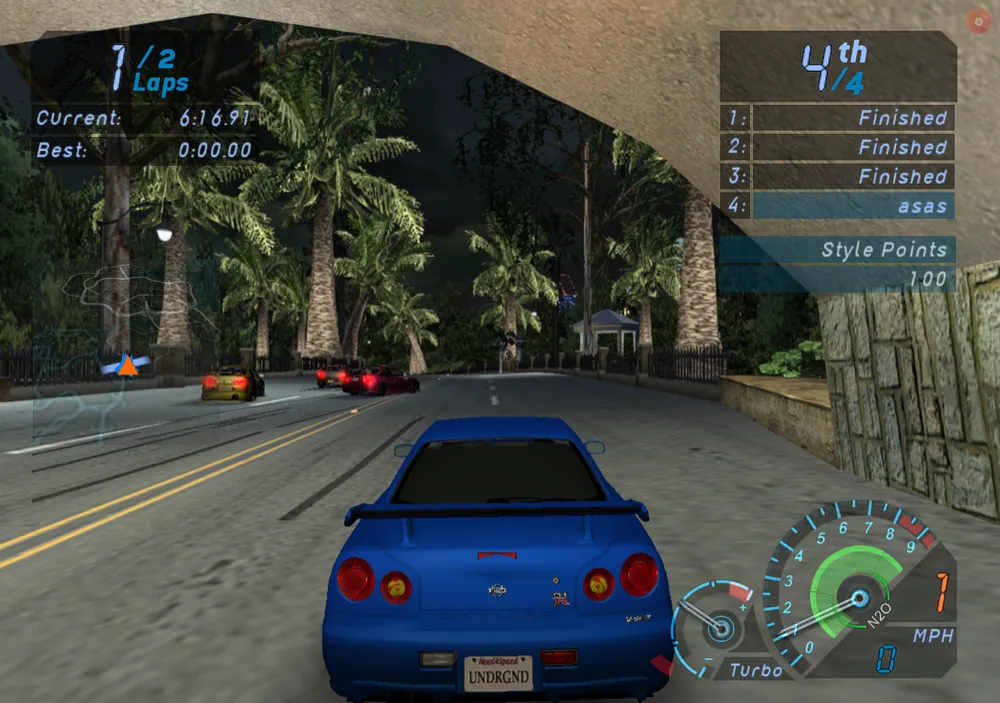 1 / 2
Laps
Current: 6:16.91
Best: 0:00.00
4th
/4
1: Finished
2: Finished
3: Finished
4: asas
Style Points
100
0 1 2 3 4 5 6 7 8 9
N2O
1
MPH
0
+
-
Turbo
Need4Speed
UNDRGND